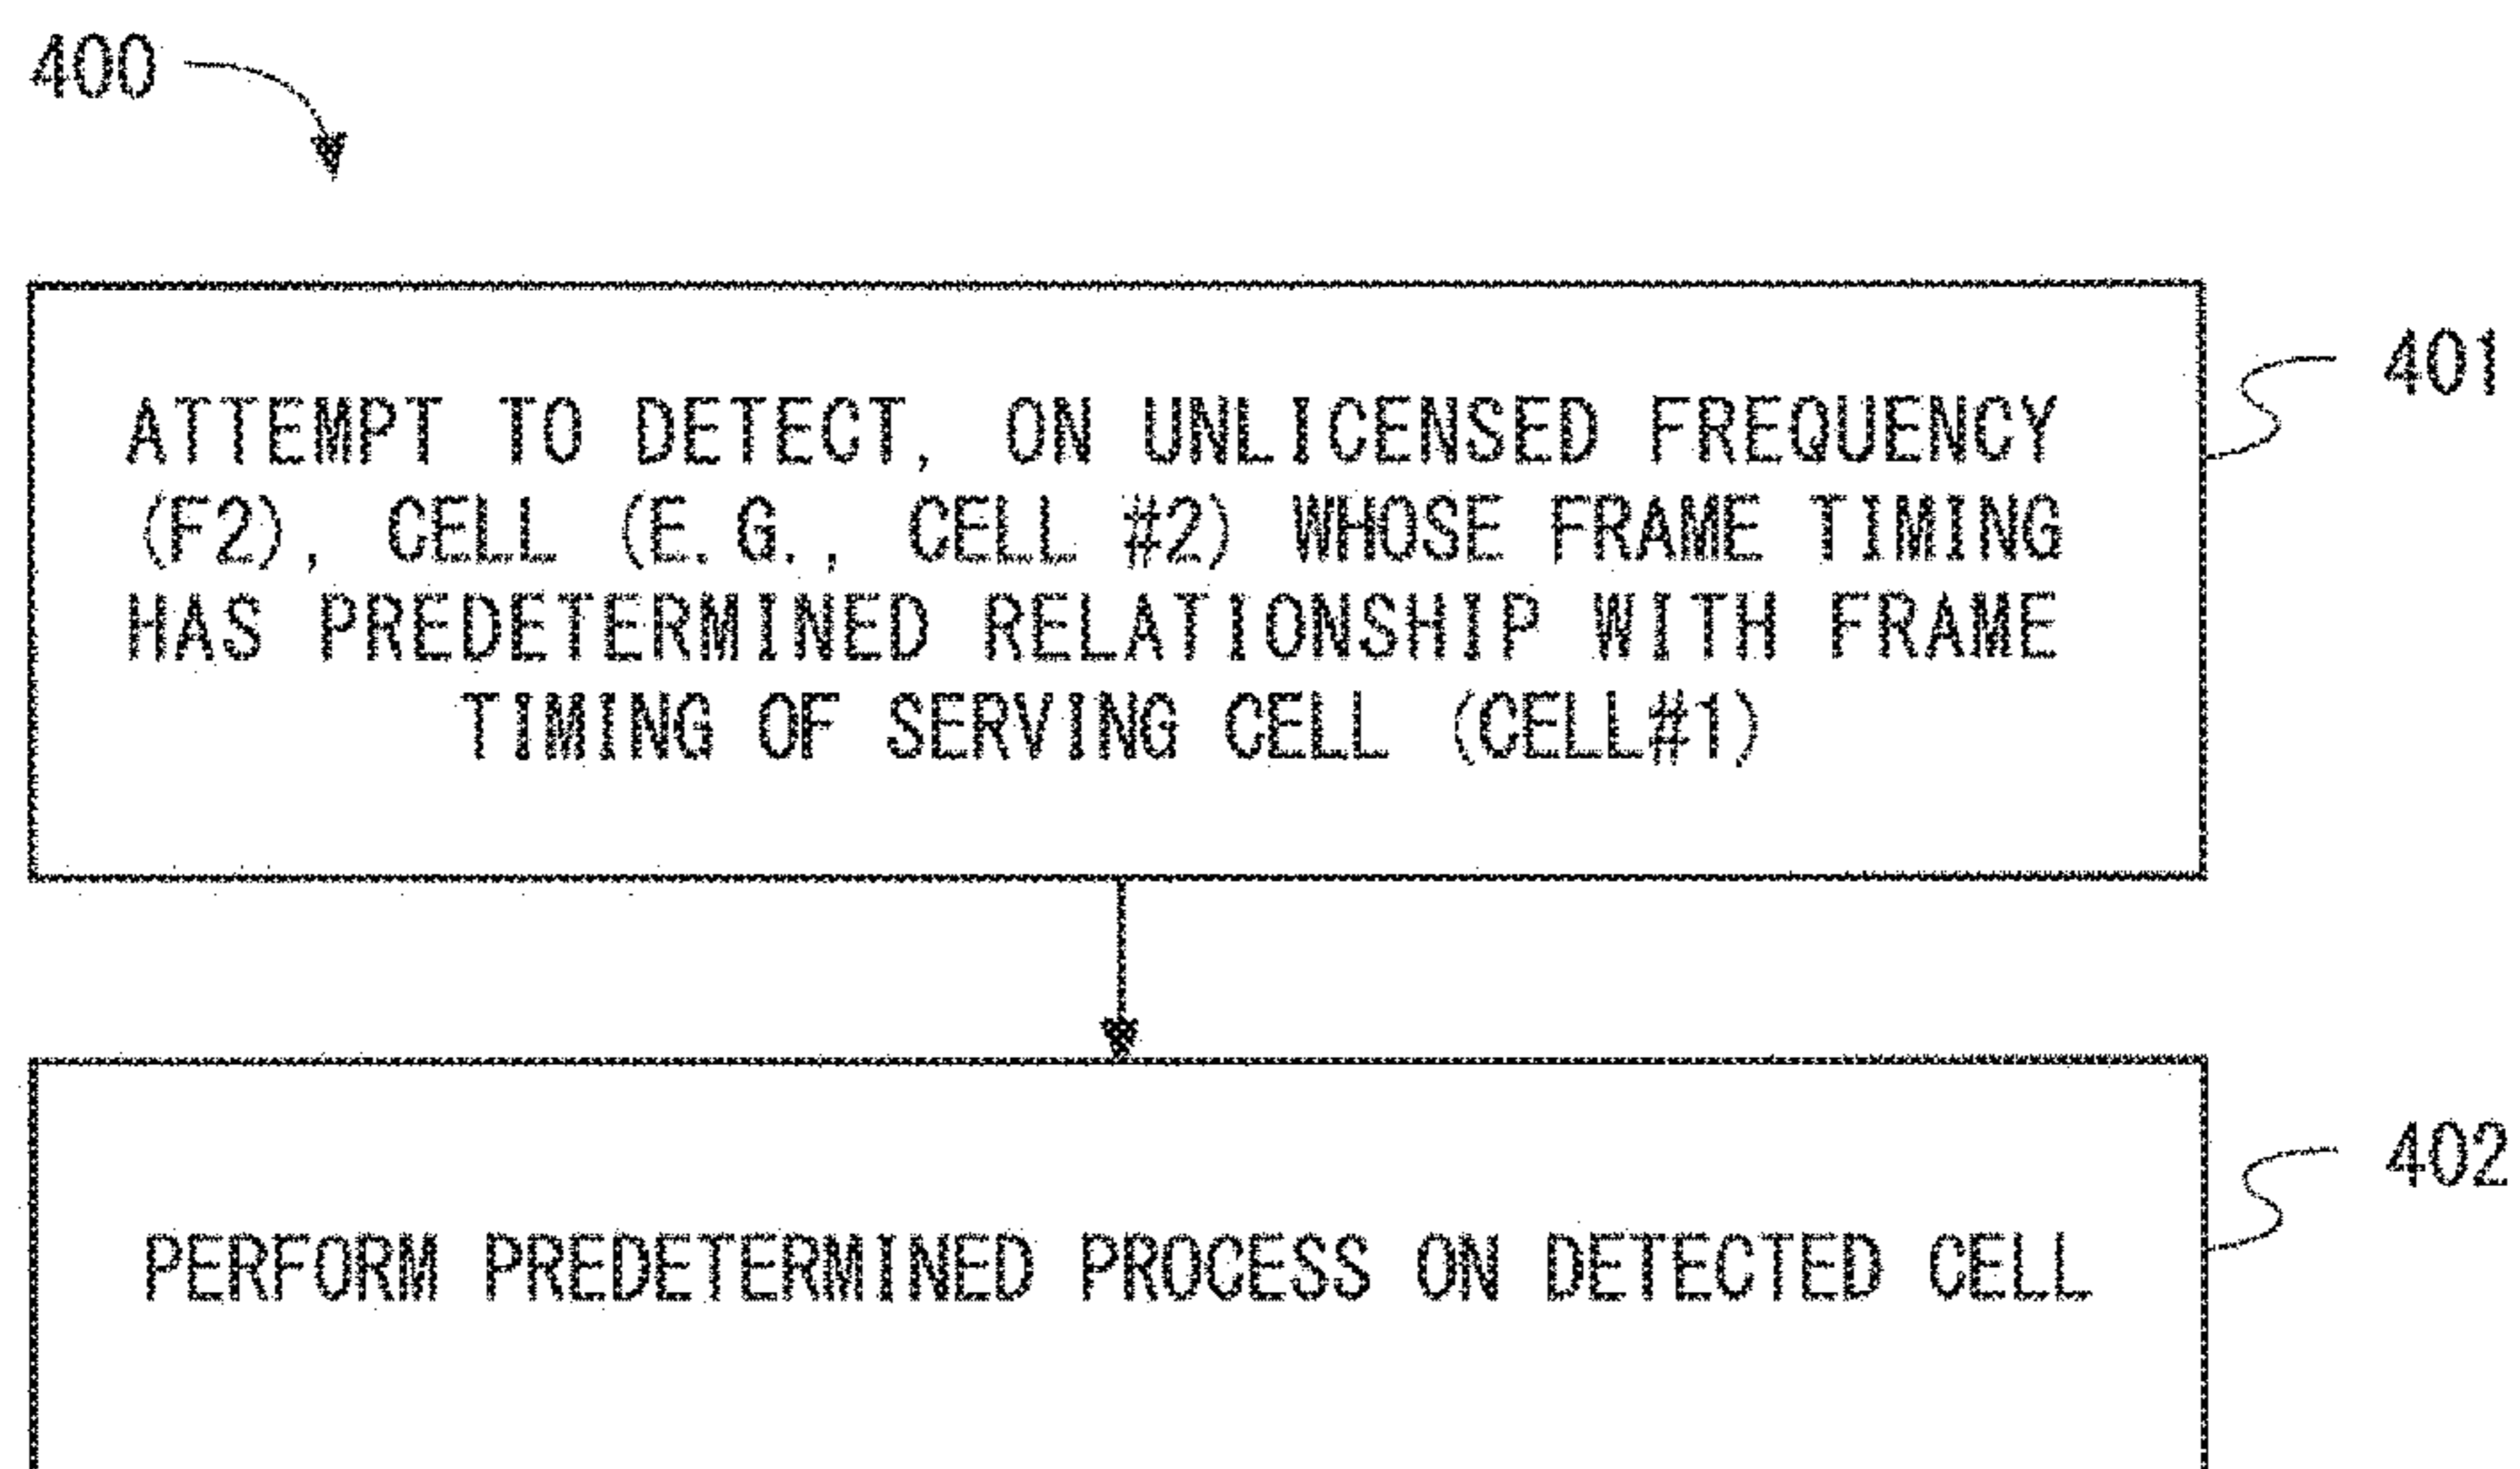 400
401
ATTEMPT TO DETECT, ON UNLICENSED FREQUENCY
(F2), CELL (E.G., CELL #2) WHOSE FRAME TIMING
HAS PREDETERMINED RELATIONSHIP WITH FRAME
TIMING OF SERVING CELL (CELL#1)
402
PERFORM PREDETERMINED PROCESS ON DETECTED CELL